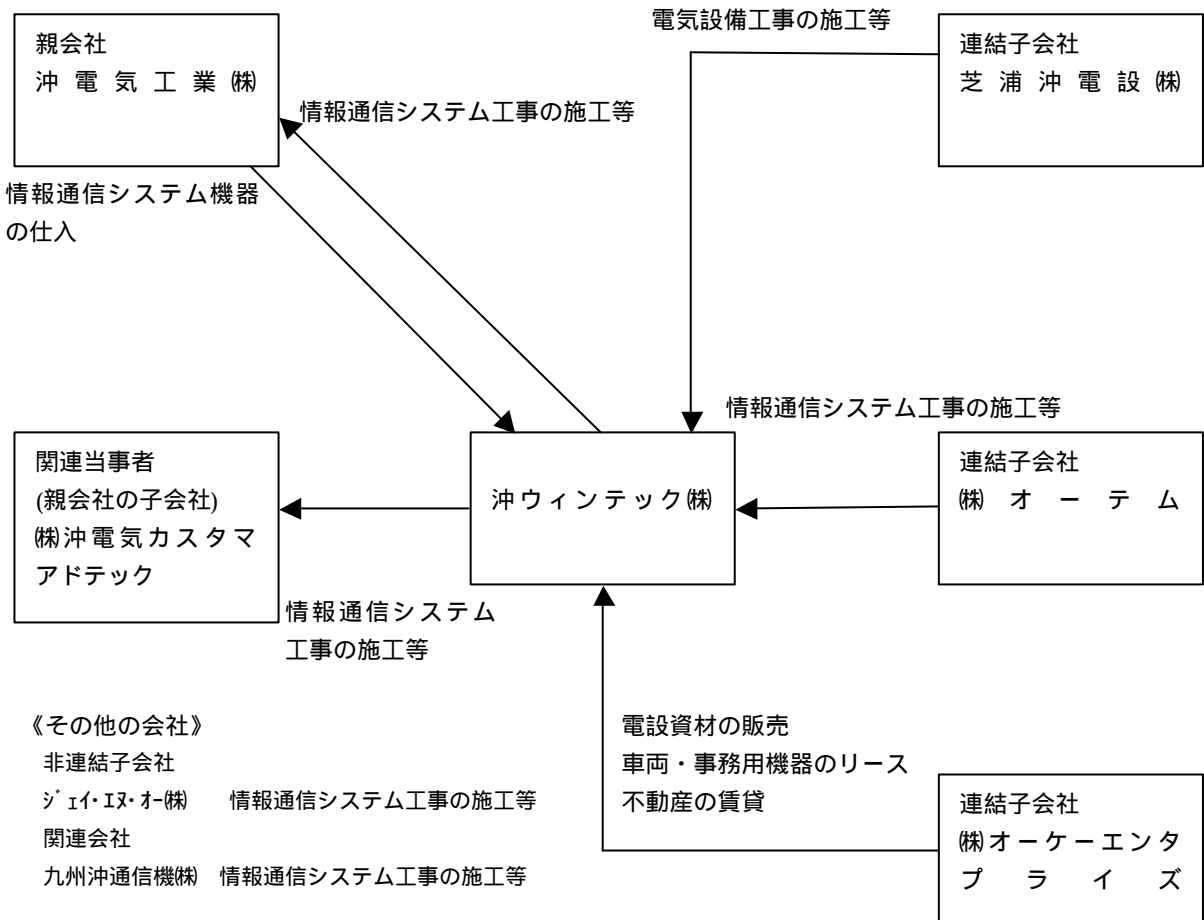 電気設備工事の施工等
親会社
沖電気工業㈱
連結子会社
芝浦沖電設㈱
情報通信システム工事の施工等
情報通信システム機器
の仕入
情報通信システム工事の施工等
関連当事者
(親会社の子会社)
㈱沖電気カスタマ
アドテック
沖ウィンテック㈱
連結子会社
㈱オーテム
情報通信システム
工事の施工等
《その他の会社》
非連結子会社
ｼﾞｪｲ･ｴﾇ･ｵｰ㈱ 情報通信システム工事の施工等
関連会社
九州沖通信機㈱ 情報通信システム工事の施工等
電設資材の販売
車両・事務用機器のリース
不動産の賃貸
連結子会社
㈱オーケーエンタ
プライズ